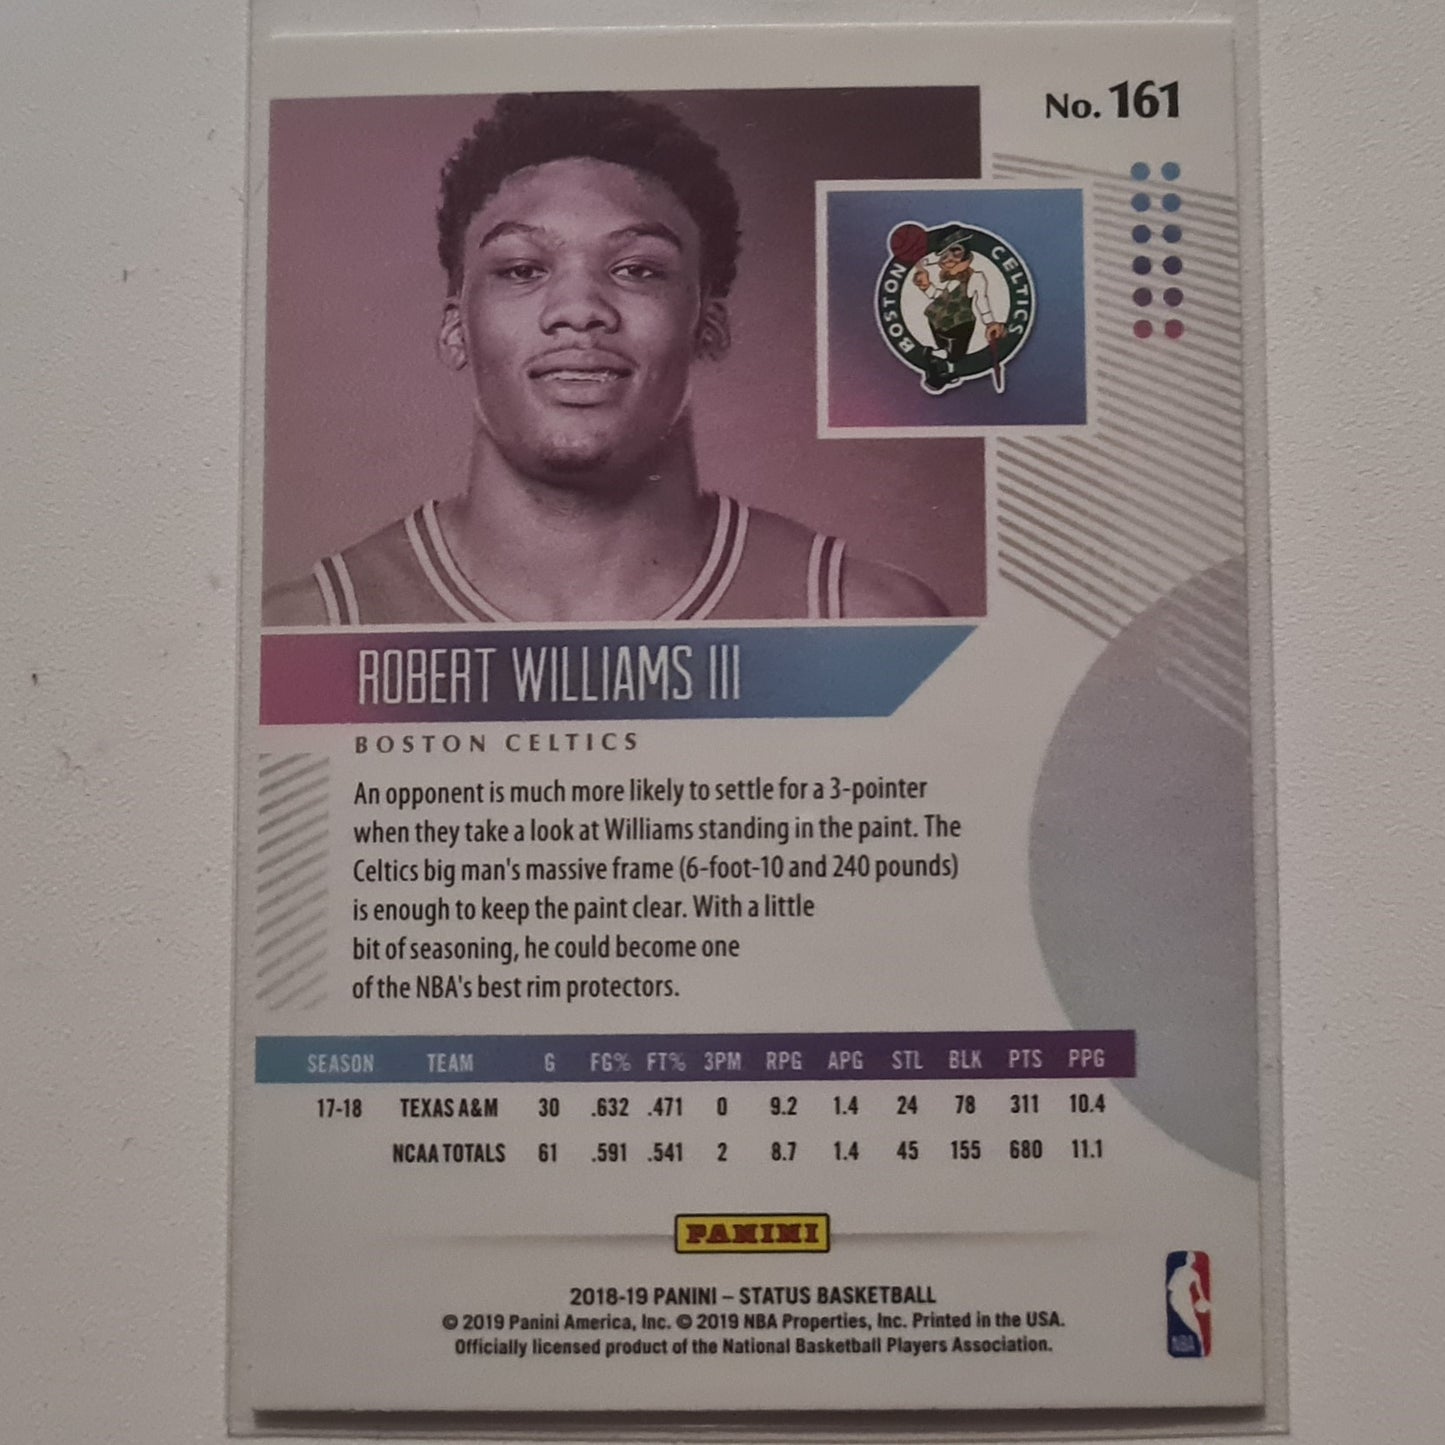 No. 161
BOSTON CELTICS
ROBERT WILLIAMS III
BOSTON CELTICS
An opponent is much more likely to settle for a 3-pointer
when they take a look at Williams standing in the paint. The
Celtics big man's massive frame (6-foot-10 and 240 pounds)
is enough to keep the paint clear. With a little
bit of seasoning, he could become one
of the NBA's best rim protectors.
SEASON TEAM G FG% FT% 3PM RPG APG STL BLK PTS PPG
17-18 TEXAS A&M 30 .632 .471 0 9.2 1.4 24 78 311 10.4
NCAA TOTALS 61 .591 .541 2 8.7 1.4 45 155 680 11.1
PANINI
2018-19 PANINI – STATUS BASKETBALL
© 2019 Panini America, Inc. © 2019 NBA Properties, Inc. Printed in the USA.
Officially licensed product of the National Basketball Players Association.
NBA